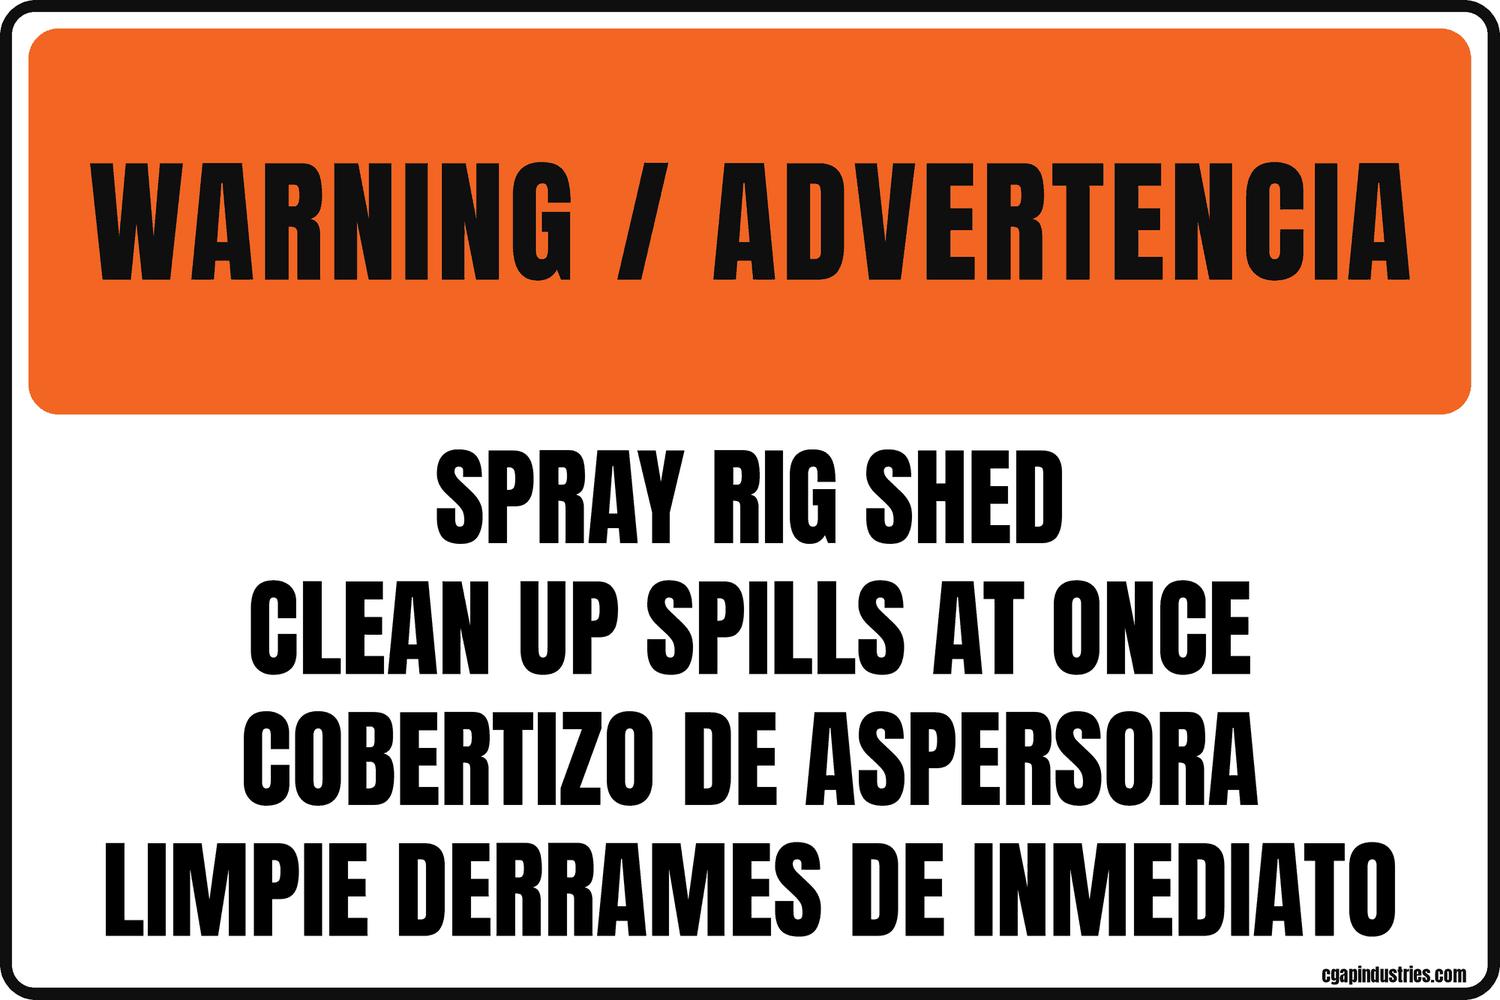 WARNING / ADVERTENCIA
SPRAY RIG SHED
CLEAN UP SPILLS AT ONCE
COBERTIZO DE ASPERSORA
LIMPIE DERRAMES DE INMEDIATO
cgapindustries.com